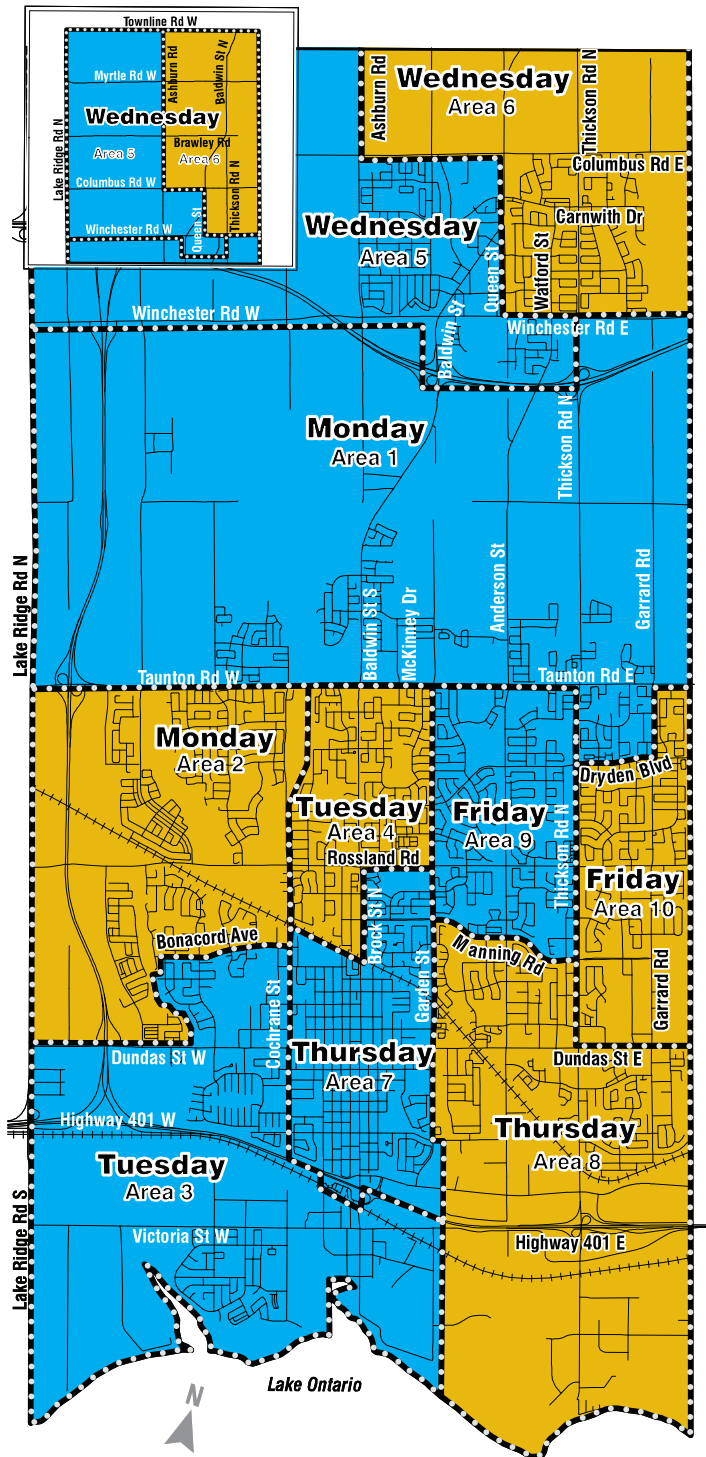 Townline Rd W
Ashburn Rd
Baldwin St N
Myrtle Rd W
Wednesday
Lake Ridge Rd N
Area 5
Brawley Rd
Area 6
Columbus Rd W
Thickson Rd N
Queen St
Winchester Rd W
Ashburn Rd
Wednesday
Area 6
Thickson Rd N
Columbus Rd E
Wednesday
Area 5
Carnwith Dr
Queen St
Watford St
Winchester Rd W
Baldwin St
Winchester Rd E
Monday
Area 1
Thickson Rd N
Lake Ridge Rd N
Baldwin St S
McKinney Dr
Anderson St
Garrard Rd
Taunton Rd W
Taunton Rd E
Monday
Area 2
Tuesday
Area 4
Rossland Rd
Friday
Area 9
Thickson Rd N
Dryden Blvd
Friday
Area 10
Brock St N
Bonacord Ave
Manning Rd
Garrard Rd
Garden St
Cochrane St
Dundas St W
Thursday
Area 7
Dundas St E
Highway 401 W
Thursday
Area 8
Tuesday
Area 3
Lake Ridge Rd S
Victoria St W
Highway 401 E
Lake Ontario
N